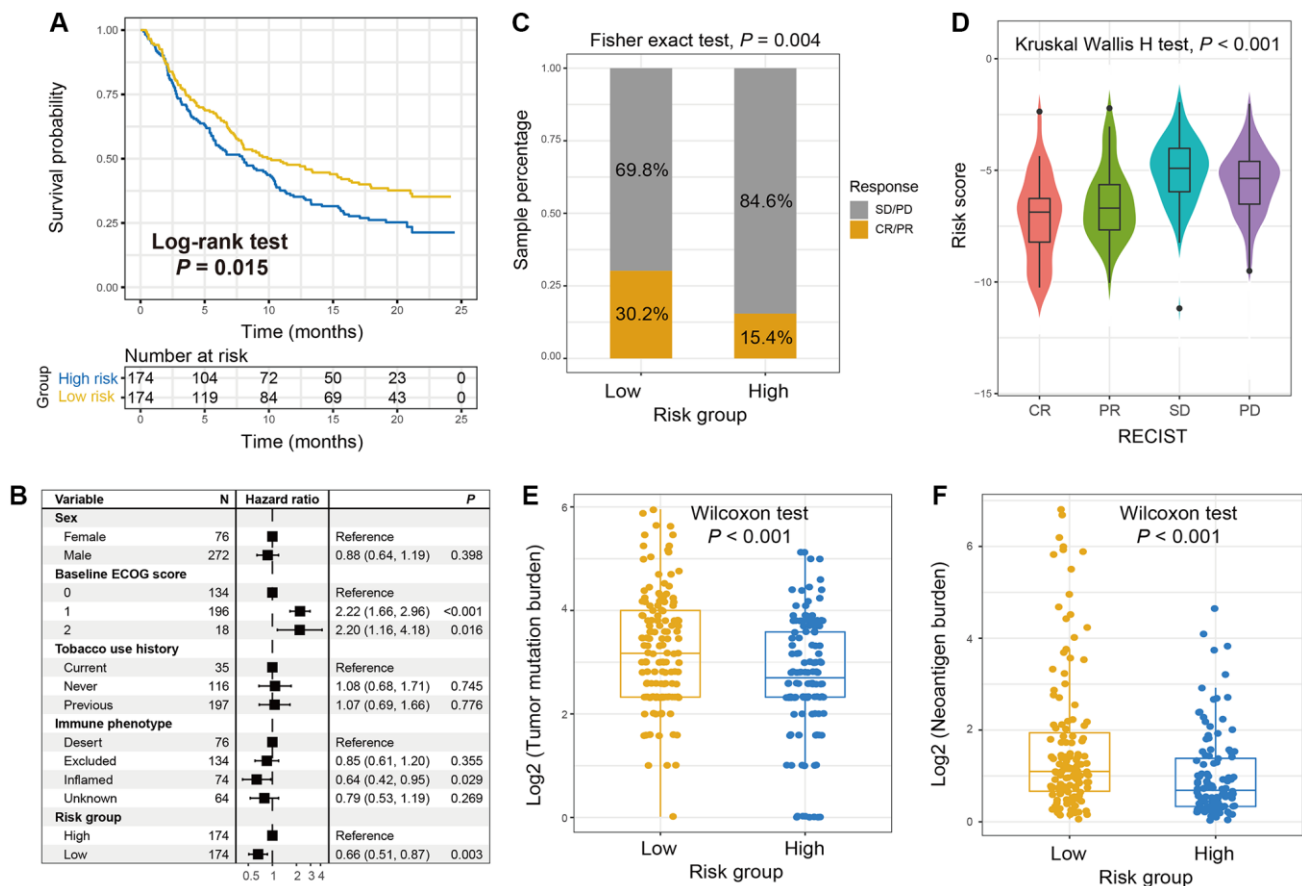 A
1.00
0.75
0.50
0.25
0.00
Survival probability
Log-rank test
P = 0.015
0 5 10 15 20 25
Time (months)
Number at risk
Group
High risk 174 104 72 50 23 0
Low risk 174 119 84 69 43 0
0 5 10 15 20 25
Time (months)
B
Variable N Hazard ratio P
Sex
Female 76 Reference
Male 272 0.88 (0.64, 1.19) 0.398
Baseline ECOG score
0 134 Reference
1 196 2.22 (1.66, 2.96) <0.001
2 18 2.20 (1.16, 4.18) 0.016
Tobacco use history
Current 35 Reference
Never 116 1.08 (0.68, 1.71) 0.745
Previous 197 1.07 (0.69, 1.66) 0.776
Immune phenotype
Desert 76 Reference
Excluded 134 0.85 (0.61, 1.20) 0.355
Inflamed 74 0.64 (0.42, 0.95) 0.029
Unknown 64 0.79 (0.53, 1.19) 0.269
Risk group
High 174 Reference
Low 174 0.66 (0.51, 0.87) 0.003
0.5 1 2 3 4
C
Fisher exact test, P = 0.004
1.00
0.75
0.50
0.25
0.00
Sample percentage
69.8%
84.6%
30.2%
15.4%
Low High
Risk group
Response
SD/PD
CR/PR
D
Kruskal Wallis H test, P < 0.001
0
−5
−10
−15
Risk score
CR PR SD PD
RECIST
E
Wilcoxon test
P < 0.001
6
4
2
0
Log2 (Tumor mutation burden)
Low High
Risk group
F
Wilcoxon test
P < 0.001
6
4
2
0
Log2 (Neoantigen burden)
Low High
Risk group